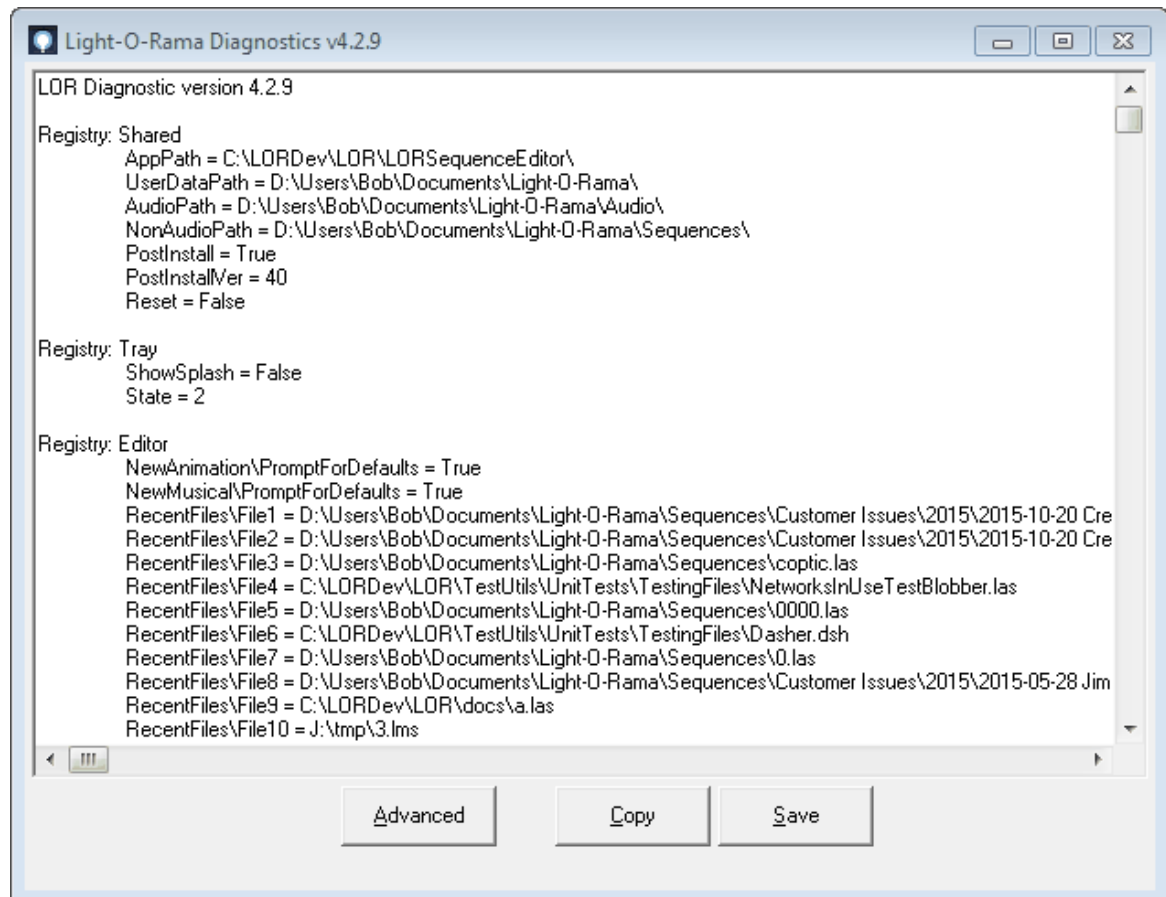 Light-O-Rama Diagnostics v4.2.9
LOR Diagnostic version 4.2.9
Registry: Shared
AppPath = C:\LORDev\LOR\LORSequenceEditor\
UserDataPath = D:\Users\Bob\Documents\Light-O-Rama\
AudioPath = D:\Users\Bob\Documents\Light-O-Rama\Audio\
NonAudioPath = D:\Users\Bob\Documents\Light-O-Rama\Sequences\
PostInstall = True
PostInstallVer = 40
Reset = False
Registry: Tray
ShowSplash = False
State = 2
Registry: Editor
NewAnimation\PromptForDefaults = True
NewMusical\PromptForDefaults = True
RecentFiles\File1 = D:\Users\Bob\Documents\Light-O-Rama\Sequences\Customer Issues\2015\2015-10-20 Cre
RecentFiles\File2 = D:\Users\Bob\Documents\Light-O-Rama\Sequences\Customer Issues\2015\2015-10-20 Cre
RecentFiles\File3 = D:\Users\Bob\Documents\Light-O-Rama\Sequences\coptic.las
RecentFiles\File4 = C:\LORDev\LOR\TestUtils\UnitTests\TestingFiles\NetworksInUseTestBlobber.las
RecentFiles\File5 = D:\Users\Bob\Documents\Light-O-Rama\Sequences\0000.las
RecentFiles\File6 = C:\LORDev\LOR\TestUtils\UnitTests\TestingFiles\Dasher.dsh
RecentFiles\File7 = D:\Users\Bob\Documents\Light-O-Rama\Sequences\0.las
RecentFiles\File8 = D:\Users\Bob\Documents\Light-O-Rama\Sequences\Customer Issues\2015\2015-05-28 Jim
RecentFiles\File9 = C:\LORDev\LOR\docs\a.las
RecentFiles\File10 = J:\tmp\3.lms
Advanced Copy Save